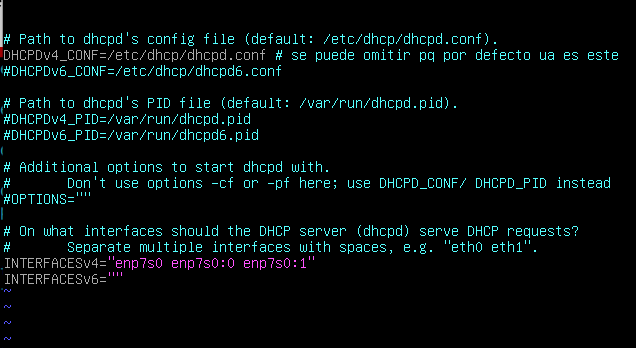 # Path to dhcpd's config file (default: /etc/dhcp/dhcpd.conf).
DHCPDv4_CONF=/etc/dhcp/dhcpd.conf # se puede omitir pq por defecto ua es este
#DHCPDv6_CONF=/etc/dhcp/dhcpd6.conf
# Path to dhcpd's PID file (default: /var/run/dhcpd.pid).
#DHCPDv4_PID=/var/run/dhcpd.pid
#DHCPDv6_PID=/var/run/dhcpd6.pid
# Additional options to start dhcpd with.
#       Don't use options -cf or -pf here; use DHCPD_CONF/ DHCPD_PID instead
#OPTIONS=""
# On what interfaces should the DHCP server (dhcpd) serve DHCP requests?
#       Separate multiple interfaces with spaces, e.g. "eth0 eth1".
INTERFACESv4="enp7s0 enp7s0:0 enp7s0:1"
INTERFACESv6=""
~
~
~
~